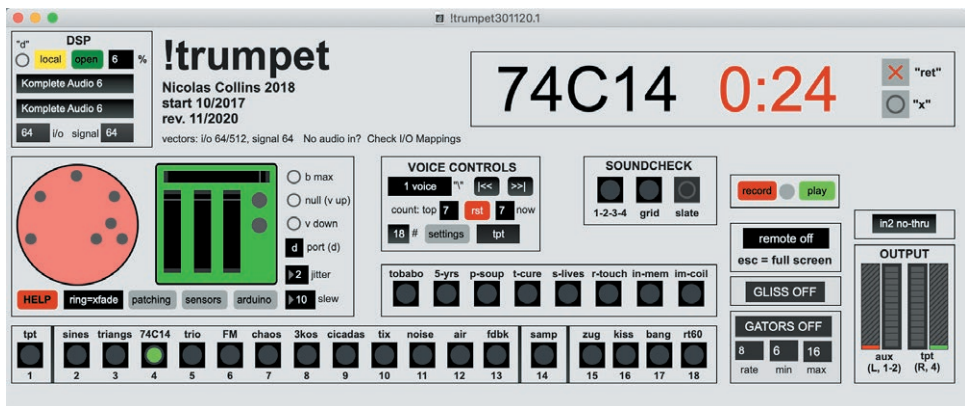 !trumpet301120.1
"d" DSP
local open 6 %
Komplete Audio 6
Komplete Audio 6
64 i/o signal 64
!trumpet
Nicolas Collins 2018
start 10/2017
rev. 11/2020
vectors: i/o 64/512, signal 64 No audio in? Check I/O Mappings
74C14 0:24
"ret"
"x"
b max
null (v up)
v down
d port (d)
2 jitter
10 slew
HELP ring=xfade patching sensors arduino
VOICE CONTROLS
1 voice "\" |<< >>|
count: top 7 rst 7 now
18 # settings tpt
SOUNDCHECK
1-2-3-4 grid slate
tobabo 5-yrs p-soup t-cure s-lives r-touch in-mem im-coil
record play
remote off
esc = full screen
GLISS OFF
GATORS OFF
8 6 16
rate min max
in2 no-thru
OUTPUT
aux tpt
(L, 1-2) (R, 4)
tpt sines triangs 74C14 trio FM chaos 3kos cicadas tix noise air fdbk samp zug kiss bang rt60
1 2 3 4 5 6 7 8 9 10 11 12 13 14 15 16 17 18